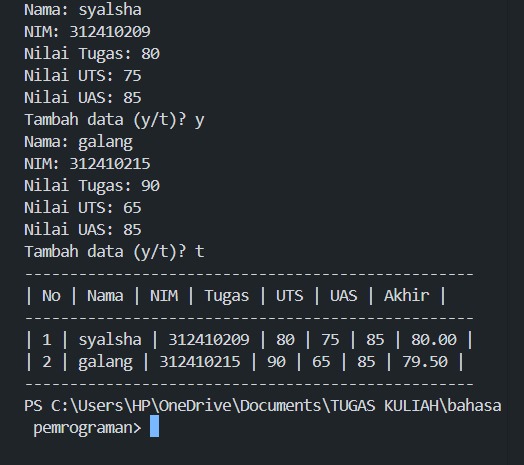 Nama: syalsha
NIM: 312410209
Nilai Tugas: 80
Nilai UTS: 75
Nilai UAS: 85
Tambah data (y/t)? y
Nama: galang
NIM: 312410215
Nilai Tugas: 90
Nilai UTS: 65
Nilai UAS: 85
Tambah data (y/t)? t
--------------------------------------------------
| No | Nama | NIM | Tugas | UTS | UAS | Akhir |
--------------------------------------------------
| 1 | syalsha | 312410209 | 80 | 75 | 85 | 80.00 |
| 2 | galang | 312410215 | 90 | 65 | 85 | 79.50 |
--------------------------------------------------
PS C:\Users\HP\OneDrive\Documents\TUGAS KULIAH\bahasa
pemrograman>